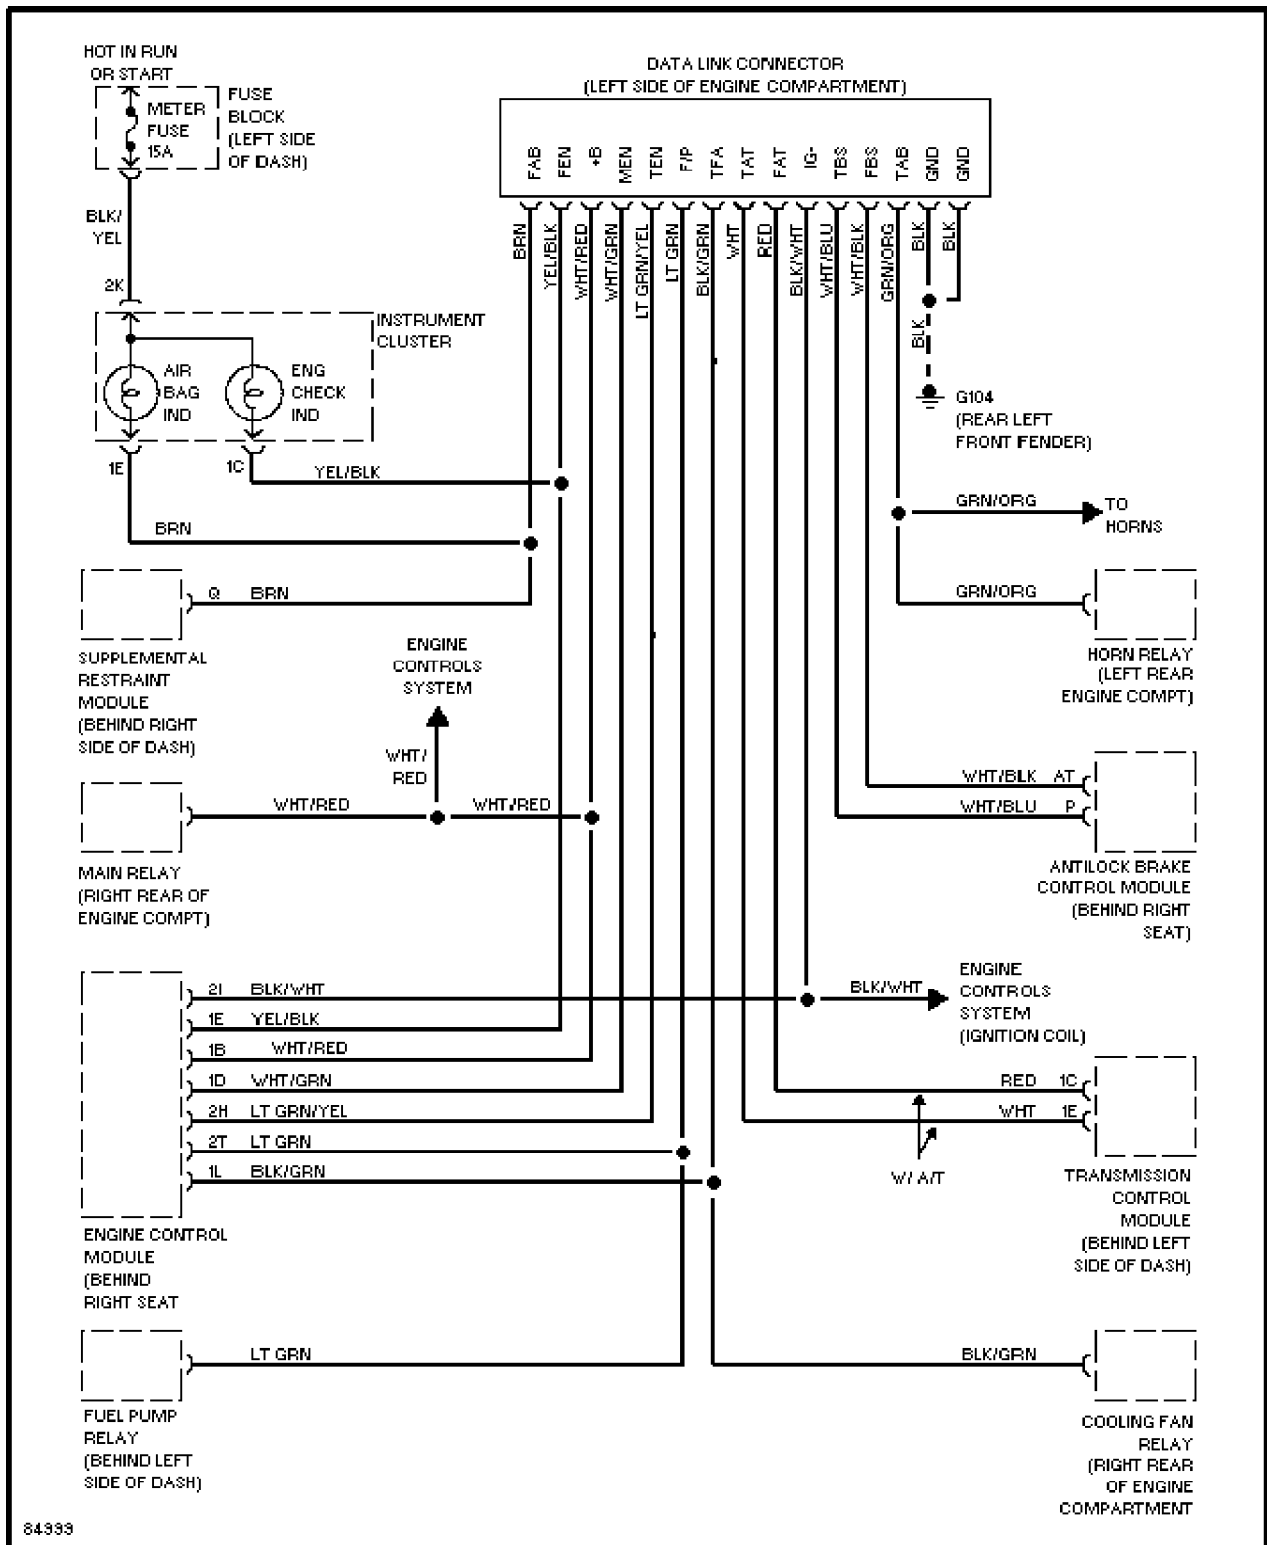 HOT IN RUN
OR START
METER
FUSE
15A
FUSE
BLOCK
(LEFT SIDE
OF DASH)
BLK/
YEL
2K
INSTRUMENT
CLUSTER
AIR
BAG
IND
ENG
CHECK
IND
1E
1C
YEL/BLK
BRN
DATA LINK CONNECTOR
(LEFT SIDE OF ENGINE COMPARTMENT)
FAB
FEN
+B
MEN
TEN
F/P
TFA
TAT
FAT
IG-
TBS
FBS
TAB
GND
GND
BRN
YEL/BLK
WHT/RED
WHT/GRN
LT GRN/YEL
LT GRN
BLK/GRN
WHT
RED
BLK/WHT
WHT/BLU
WHT/BLK
GRN/ORG
BLK
BLK
BLK
G104
(REAR LEFT
FRONT FENDER)
GRN/ORG
TO
HORNS
GRN/ORG
HORN RELAY
(LEFT REAR
ENGINE COMPT)
Q
BRN
SUPPLEMENTAL
RESTRAINT
MODULE
(BEHIND RIGHT
SIDE OF DASH)
ENGINE
CONTROLS
SYSTEM
WHT/
RED
WHT/RED
WHT/RED
MAIN RELAY
(RIGHT REAR OF
ENGINE COMPT)
WHT/BLK AT
WHT/BLU P
ANTILOCK BRAKE
CONTROL MODULE
(BEHIND RIGHT
SEAT)
2I BLK/WHT
1E YEL/BLK
1B WHT/RED
1D WHT/GRN
2H LT GRN/YEL
2T LT GRN
1L BLK/GRN
ENGINE CONTROL
MODULE
(BEHIND
RIGHT SEAT
BLK/WHT
ENGINE
CONTROLS
SYSTEM
(IGNITION COIL)
RED 1C
WHT 1E
W/ A/T
TRANSMISSION
CONTROL
MODULE
(BEHIND LEFT
SIDE OF DASH)
LT GRN
FUEL PUMP
RELAY
(BEHIND LEFT
SIDE OF DASH)
BLK/GRN
COOLING FAN
RELAY
(RIGHT REAR
OF ENGINE
COMPARTMENT
84999